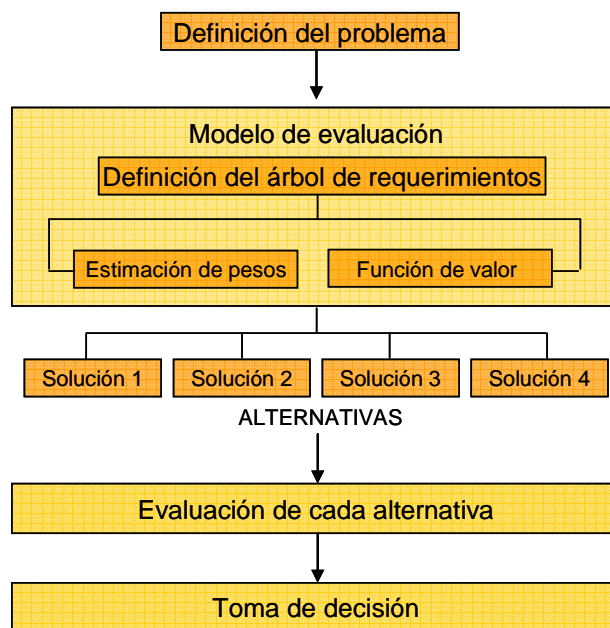 Definición del problema
Modelo de evaluación
Definición del árbol de requerimientos
Estimación de pesos
Función de valor
Solución 1
Solución 2
Solución 3
Solución 4
ALTERNATIVAS
Evaluación de cada alternativa
Toma de decisión